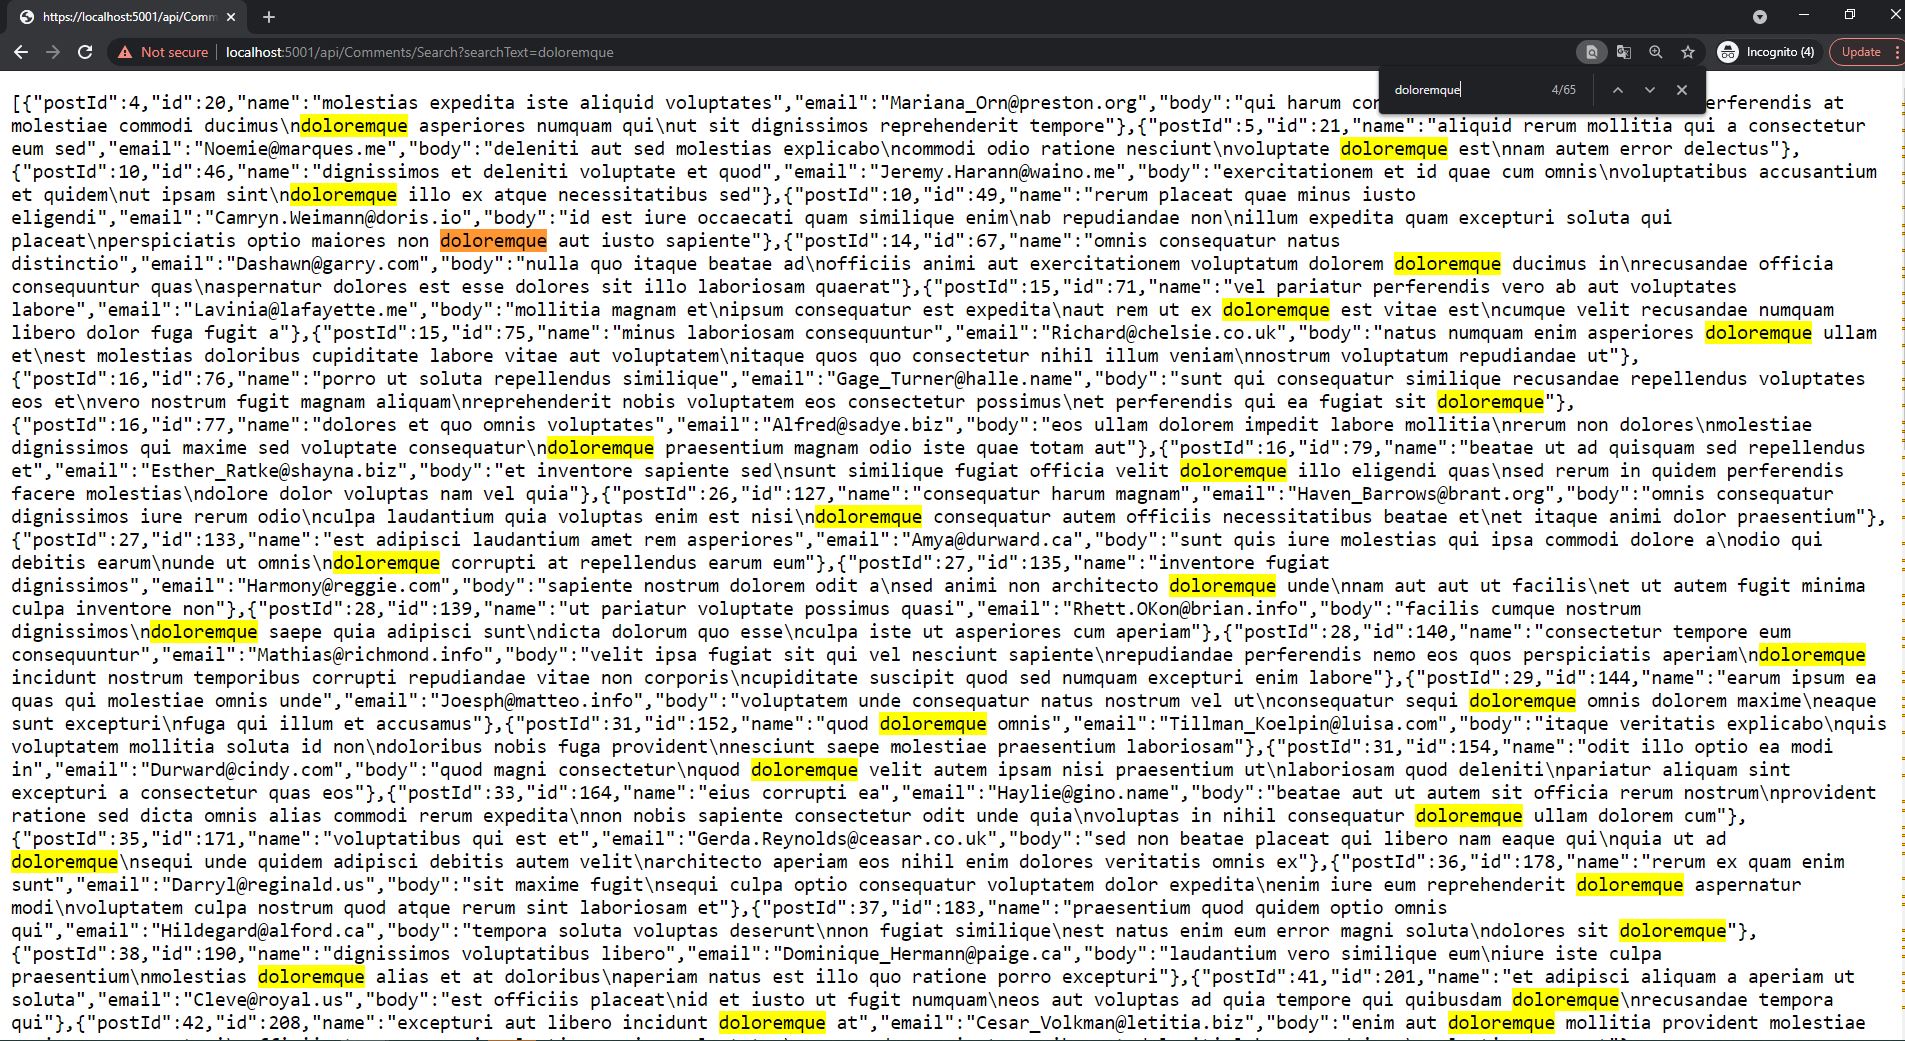 https://localhost:5001/api/Comm
Not secure
localhost:5001/api/Comments/Search?searchText=doloremque
Incognito (4)
Update
doloremque
4/65
[{"postId":4,"id":20,"name":"molestias expedita iste aliquid voluptates","email":"Mariana_Orn@preston.org","body":"qui harum con perferendis at
molestiae commodi ducimus\ndoloremque asperiores numquam qui\nut sit dignissimos reprehenderit tempore"},{"postId":5,"id":21,"name":"aliquid rerum mollitia qui a consectetur
eum sed","email":"Noemie@marques.me","body":"deleniti aut sed molestias explicabo\ncommodi odio ratione nesciunt\nvoluptate doloremque est\nnam autem error delectus"},
{"postId":10,"id":46,"name":"dignissimos et deleniti voluptate et quod","email":"Jeremy.Harann@waino.me","body":"exercitationem et id quae cum omnis\nvoluptatibus accusantium
et quidem\nut ipsam sint\ndoloremque illo ex atque necessitatibus sed"},{"postId":10,"id":49,"name":"rerum placeat quae minus iusto
eligendi","email":"Camryn.Weimann@doris.io","body":"id est iure occaecati quam similique enim\nab repudiandae non\nillum expedita quam excepturi soluta qui
placeat\nperspiciatis optio maiores non doloremque aut iusto sapiente"},{"postId":14,"id":67,"name":"omnis consequatur natus
distinctio","email":"Dashawn@garry.com","body":"nulla quo itaque beatae ad\nofficiis animi aut exercitationem voluptatum dolorem doloremque ducimus in\nrecusandae officia
consequuntur quas\naspernatur dolores est esse dolores sit illo laboriosam quaerat"},{"postId":15,"id":71,"name":"vel pariatur perferendis vero ab aut voluptates
labore","email":"Lavinia@lafayette.me","body":"mollitia magnam et\nipsum consequatur est expedita\naut rem ut ex doloremque est vitae est\ncumque velit recusandae numquam
libero dolor fuga fugit a"},{"postId":15,"id":75,"name":"minus laboriosam consequuntur","email":"Richard@chelsie.co.uk","body":"natus numquam enim asperiores doloremque ullam
et\nest molestias doloribus cupiditate labore vitae aut voluptatem\nitaque quos quo consectetur nihil illum veniam\nnostrum voluptatum repudiandae ut"},
{"postId":16,"id":76,"name":"porro ut soluta repellendus similique","email":"Gage_Turner@halle.name","body":"sunt qui consequatur similique recusandae repellendus voluptates
eos et\nvero nostrum fugit magnam aliquam\nreprehenderit nobis voluptatem eos consectetur possimus\net perferendis qui ea fugiat sit doloremque"},
{"postId":16,"id":77,"name":"dolores et quo omnis voluptates","email":"Alfred@sadye.biz","body":"eos ullam dolorem impedit labore mollitia\nrerum non dolores\nmolestiae
dignissimos qui maxime sed voluptate consequatur\ndoloremque praesentium magnam odio iste quae totam aut"},{"postId":16,"id":79,"name":"beatae ut ad quisquam sed repellendus
et","email":"Esther_Ratke@shayna.biz","body":"et inventore sapiente sed\nsunt similique fugiat officia velit doloremque illo eligendi quas\nsed rerum in quidem perferendis
facere molestias\ndolore dolor voluptas nam vel quia"},{"postId":26,"id":127,"name":"consequatur harum magnam","email":"Haven_Barrows@brant.org","body":"omnis consequatur
dignissimos iure rerum odio\nculpa laudantium quia voluptas enim est nisi\ndoloremque consequatur autem officiis necessitatibus beatae et\net itaque animi dolor praesentium"},
{"postId":27,"id":133,"name":"est adipisci laudantium amet rem asperiores","email":"Amya@durward.ca","body":"sunt quis iure molestias qui ipsa commodi dolore a\nodio qui
debitis earum\nunde ut omnis\ndoloremque corrupti at repellendus earum eum"},{"postId":27,"id":135,"name":"inventore fugiat
dignissimos","email":"Harmony@reggie.com","body":"sapiente nostrum dolorem odit a\nsed animi non architecto doloremque unde\nnam aut aut ut facilis\net ut autem fugit minima
culpa inventore non"},{"postId":28,"id":139,"name":"ut pariatur voluptate possimus quasi","email":"Rhett.OKon@brian.info","body":"facilis cumque nostrum
dignissimos\ndoloremque saepe quia adipisci sunt\ndicta dolorum quo esse\nculpa iste ut asperiores cum aperiam"},{"postId":28,"id":140,"name":"consectetur tempore eum
consequuntur","email":"Mathias@richmond.info","body":"velit ipsa fugiat sit qui vel nesciunt sapiente\nrepudiandae perferendis nemo eos quos perspiciatis aperiam\ndoloremque
incidunt nostrum temporibus corrupti repudiandae vitae non corporis\ncupiditate suscipit quod sed numquam excepturi enim labore"},{"postId":29,"id":144,"name":"earum ipsum ea
quas qui molestiae omnis unde","email":"Joesph@matteo.info","body":"voluptatem unde consequatur natus nostrum vel ut\nconsequatur sequi doloremque omnis dolorem maxime\neaque
sunt excepturi\nfuga qui illum et accusamus"},{"postId":31,"id":152,"name":"quod doloremque omnis","email":"Tillman_Koelpin@luisa.com","body":"itaque veritatis explicabo\nquis
voluptatem mollitia soluta id non\ndoloribus nobis fuga provident\nnesciunt saepe molestiae praesentium laboriosam"},{"postId":31,"id":154,"name":"odit illo optio ea modi
in","email":"Durward@cindy.com","body":"quod magni consectetur\nquod doloremque velit autem ipsam nisi praesentium ut\nlaboriosam quod deleniti\npariatur aliquam sint
excepturi a consectetur quas eos"},{"postId":33,"id":164,"name":"eius corrupti ea","email":"Haylie@gino.name","body":"beatae aut ut autem sit officia rerum nostrum\nprovident
ratione sed dicta omnis alias commodi rerum expedita\nnon nobis sapiente consectetur odit unde quia\nvoluptas in nihil consequatur doloremque ullam dolorem cum"},
{"postId":35,"id":171,"name":"voluptatibus qui est et","email":"Gerda.Reynolds@ceasar.co.uk","body":"sed non beatae placeat qui libero nam eaque qui\nquia ut ad
doloremque\nsequi unde quidem adipisci debitis autem velit\narchitecto aperiam eos nihil enim dolores veritatis omnis ex"},{"postId":36,"id":178,"name":"rerum ex quam enim
sunt","email":"Darryl@reginald.us","body":"sit maxime fugit\nsequi culpa optio consequatur voluptatem dolor expedita\nenim iure eum reprehenderit doloremque aspernatur
modi\nvoluptatem culpa nostrum quod atque rerum sint laboriosam et"},{"postId":37,"id":183,"name":"praesentium quod quidem optio omnis
qui","email":"Hildegard@alford.ca","body":"tempora soluta voluptas deserunt\nnon fugiat similique\nest natus enim eum error magni soluta\ndolores sit doloremque"},
{"postId":38,"id":190,"name":"dignissimos voluptatibus libero","email":"Dominique_Hermann@paige.ca","body":"laudantium vero similique eum\niure iste culpa
praesentium\nmolestias doloremque alias et at doloribus\naperiam natus est illo quo ratione porro excepturi"},{"postId":41,"id":201,"name":"et adipisci aliquam a aperiam ut
soluta","email":"Cleve@royal.us","body":"est officiis placeat\nid et iusto ut fugit numquam\neos aut voluptas ad quia tempore qui quibusdam doloremque\nrecusandae tempora
qui"},{"postId":42,"id":208,"name":"excepturi aut libero incidunt doloremque at","email":"Cesar_Volkman@letitia.biz","body":"enim aut doloremque mollitia provident molestiae